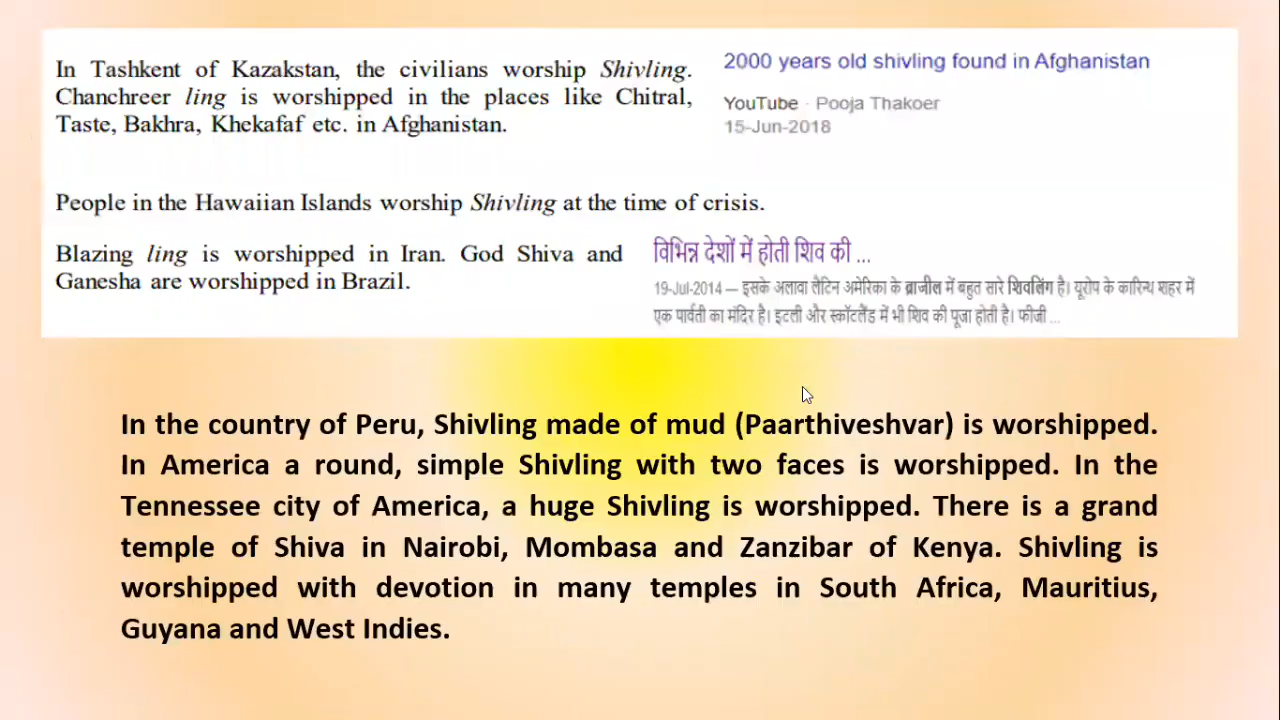 In Tashkent of Kazakstan, the civilians worship Shivling.
Chanchreer ling is worshipped in the places like Chitral,
Taste, Bakhra, Khekafaf etc. in Afghanistan.
2000 years old shivling found in Afghanistan
YouTube · Pooja Thakoer
15-Jun-2018
People in the Hawaiian Islands worship Shivling at the time of crisis.
Blazing ling is worshipped in Iran. God Shiva and
Ganesha are worshipped in Brazil.
विभिन्न देशों में होती शिव की ...
19-Jul-2014 — इसके अलावा लैटिन अमेरिका के ब्राजील में बहुत सारे शिवलिंग है। यूरोप के कारिन्थ शहर में
एक पार्वती का मंदिर है। इटली और स्कॉटलैंड में भी शिव की पूजा होती है। फीजी ...
In the country of Peru, Shivling made of mud (Paarthiveshvar) is worshipped.
In America a round, simple Shivling with two faces is worshipped. In the
Tennessee city of America, a huge Shivling is worshipped. There is a grand
temple of Shiva in Nairobi, Mombasa and Zanzibar of Kenya. Shivling is
worshipped with devotion in many temples in South Africa, Mauritius,
Guyana and West Indies.